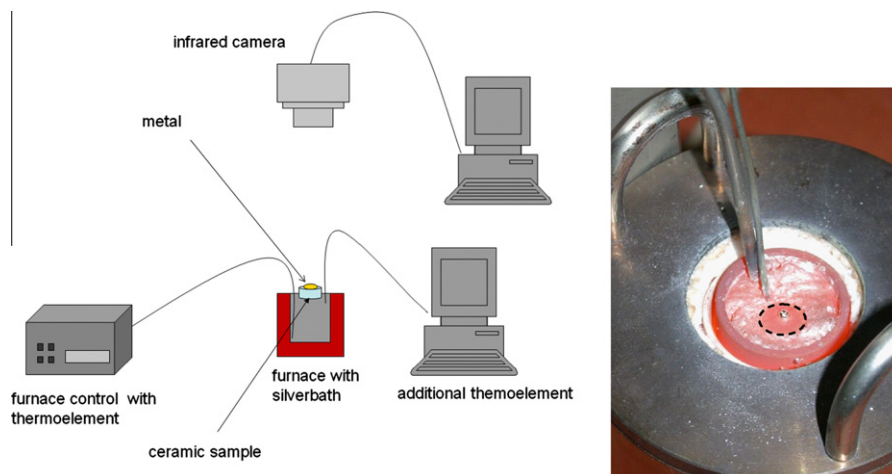 infrared camera
metal
furnace control with
thermoelement
furnace with
silverbath
additional themoelement
ceramic sample